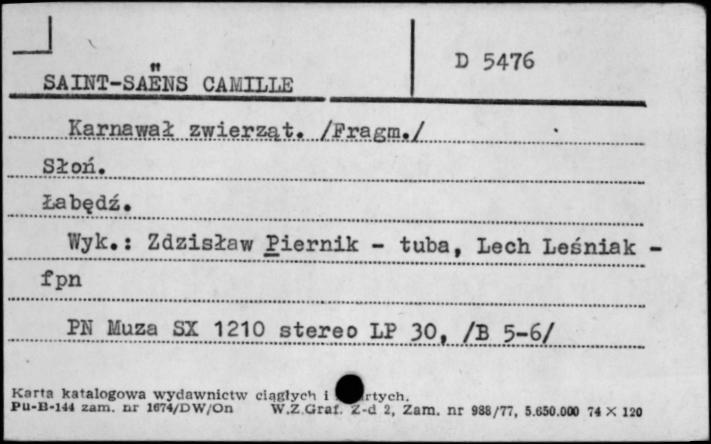 D 5476
SAINT-SAËNS CAMILLE
Karnawał zwierząt. /Fragm./
Słoń.
Łabędź.
Wyk.: Zdzisław Piernik - tuba, Lech Leśniak -
fpn
PN Muza SX 1210 stereo LP 30, /B 5-6/
Karta katalogowa wydawnictw ciągłych i
Pu-B-144 zam. nr 1674/DW/On W.Z.Graf. Z-d 2, Zam. nr 988/77, 5.650.000 74 × 120